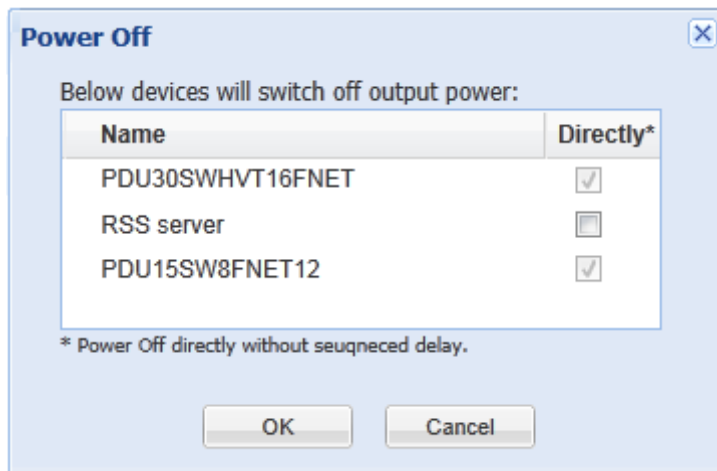 Power Off
Below devices will switch off output power:
Name Directly*
PDU30SWHVT16FNET
RSS server
PDU15SW8FNET12
* Power Off directly without seuqneced delay.
OK Cancel